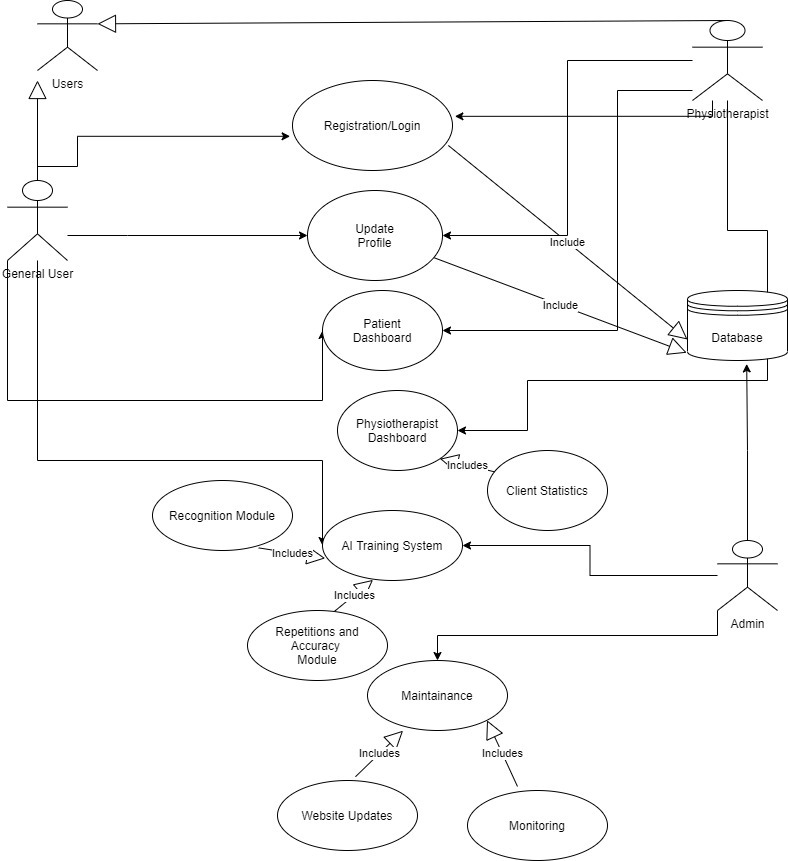 Users
Physiotherapist
Registration/Login
Update
Profile
Include
General User
Include
Patient
Dashboard
Database
Physiotherapist
Dashboard
Includes
Client Statistics
Recognition Module
AI Training System
Includes
Includes
Admin
Repetitions and
Accuracy
Module
Maintainance
Includes
Includes
Website Updates
Monitoring